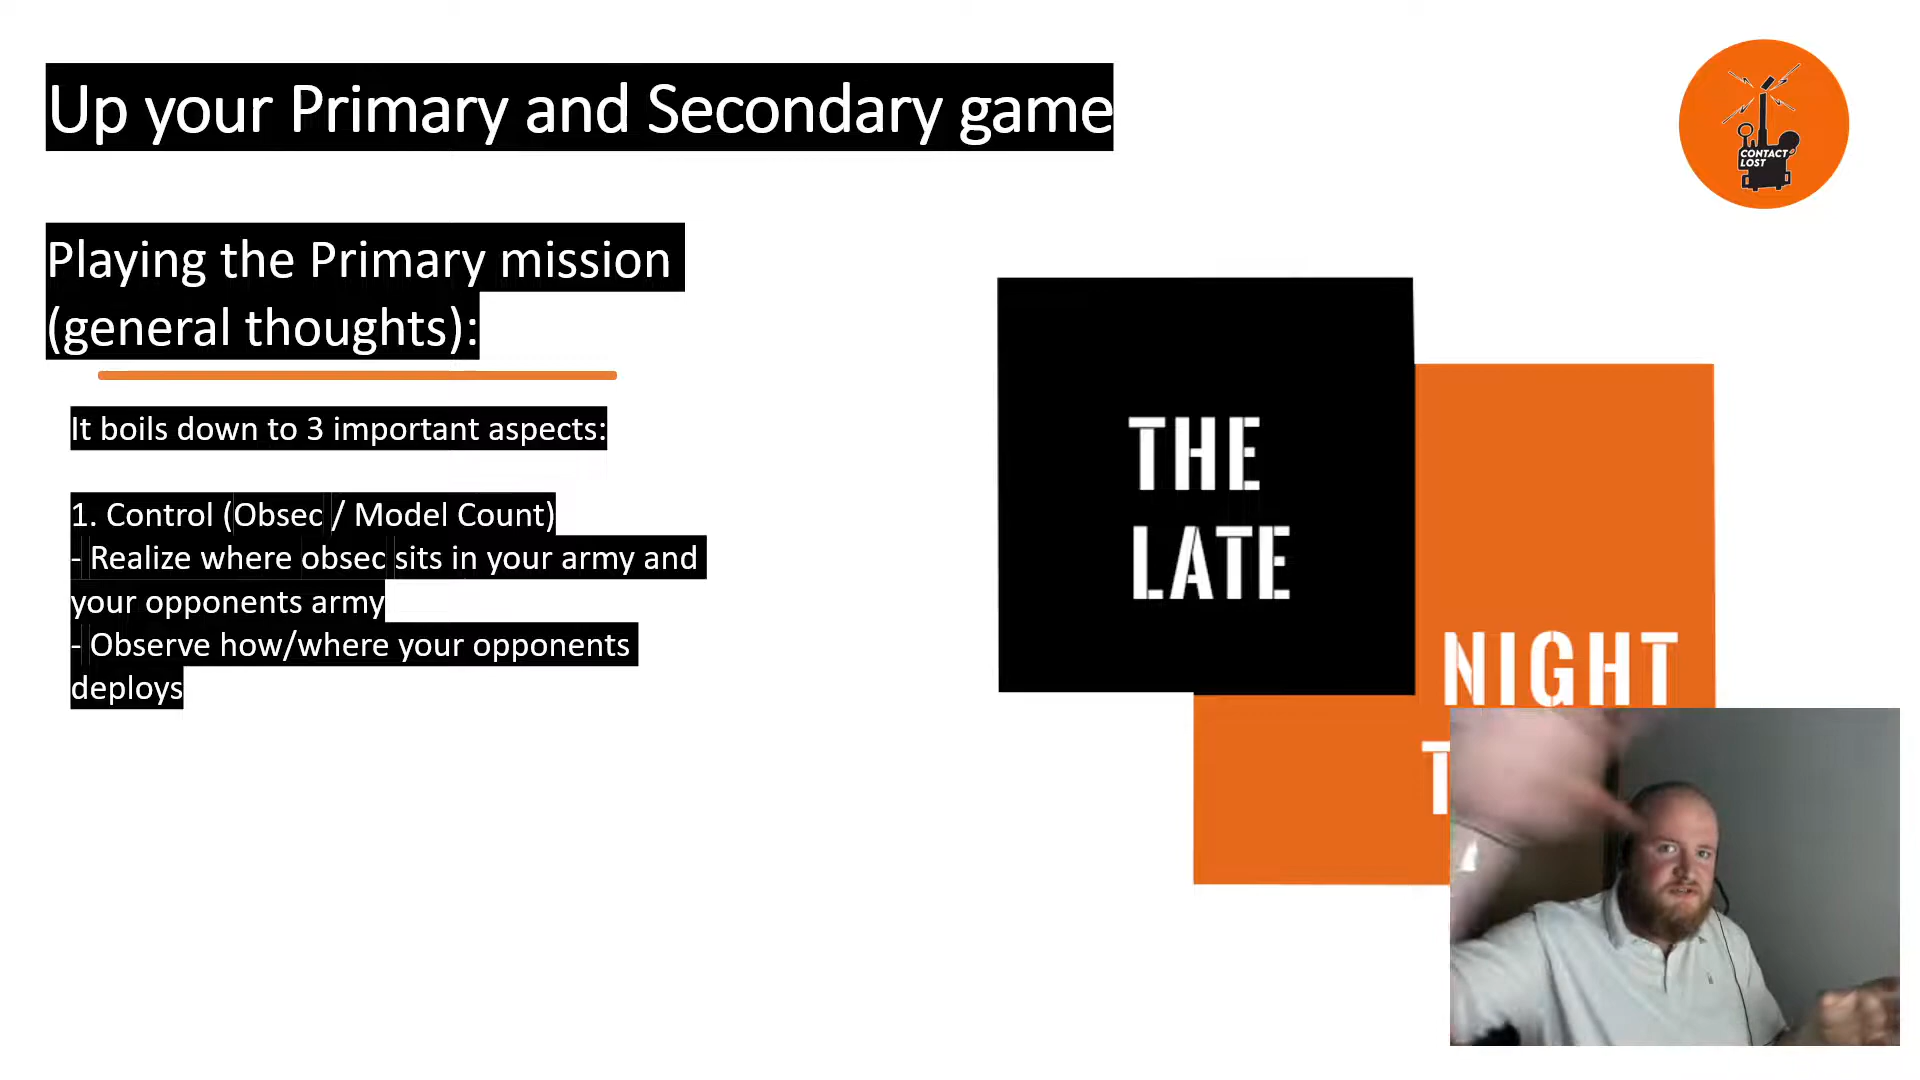 Up your Primary and Secondary game
CONTACT
LOST
Playing the Primary mission
(general thoughts):
It boils down to 3 important aspects:
1. Control (Obsec / Model Count)
- Realize where obsec sits in your army and
your opponents army
- Observe how/where your opponents
deploys
THE
LATE
NIGHT
T